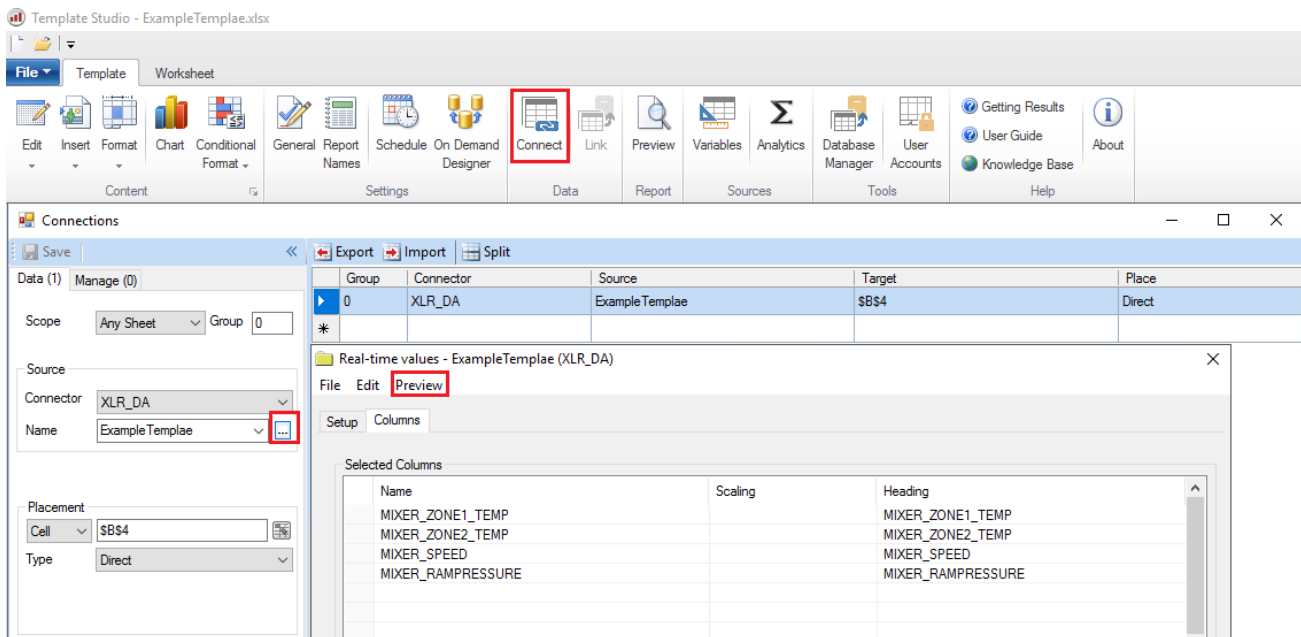 Template Studio - ExampleTemplae.xlsx
File Template Worksheet
Edit Insert Format Chart Conditional Format General Report Names Schedule On Demand Designer Connect Link Preview Variables Analytics Database Manager User Accounts Getting Results User Guide Knowledge Base About
Content Settings Data Report Sources Tools Help
Connections
Save « Export Import Split
Data (1) Manage (0)
Group Connector Source Target Place
0 XLR_DA ExampleTemplae $B$4 Direct
Scope Any Sheet Group 0
Real-time values - ExampleTemplae (XLR_DA)
Source
File Edit Preview
Connector XLR_DA
Name ExampleTemplae ...
Setup Columns
Selected Columns
Name Scaling Heading
Placement
MIXER_ZONE1_TEMP MIXER_ZONE1_TEMP
Cell $B$4
MIXER_ZONE2_TEMP MIXER_ZONE2_TEMP
MIXER_SPEED MIXER_SPEED
Type Direct
MIXER_RAMPRESSURE MIXER_RAMPRESSURE